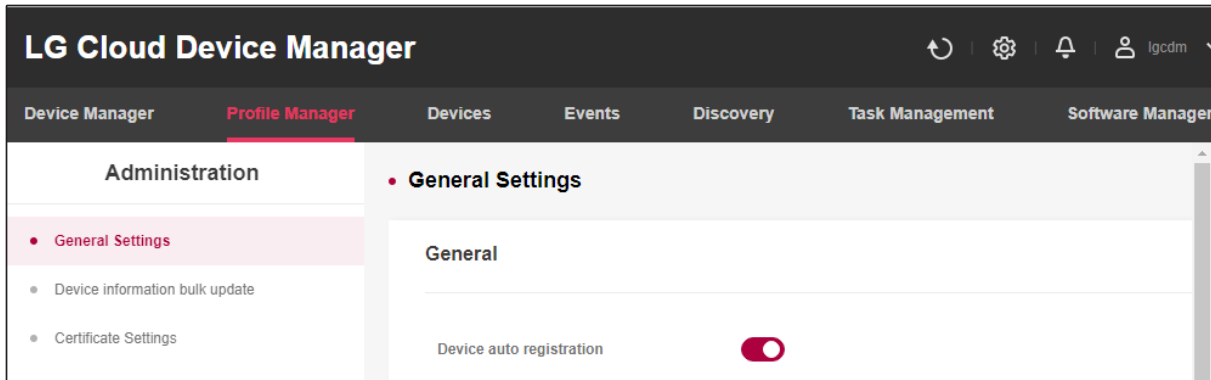 LG Cloud Device Manager
lgcdm
Device Manager Profile Manager Devices Events Discovery Task Management Software Manager
Administration
General Settings
Device information bulk update
Certificate Settings
General Settings
General
Device auto registration